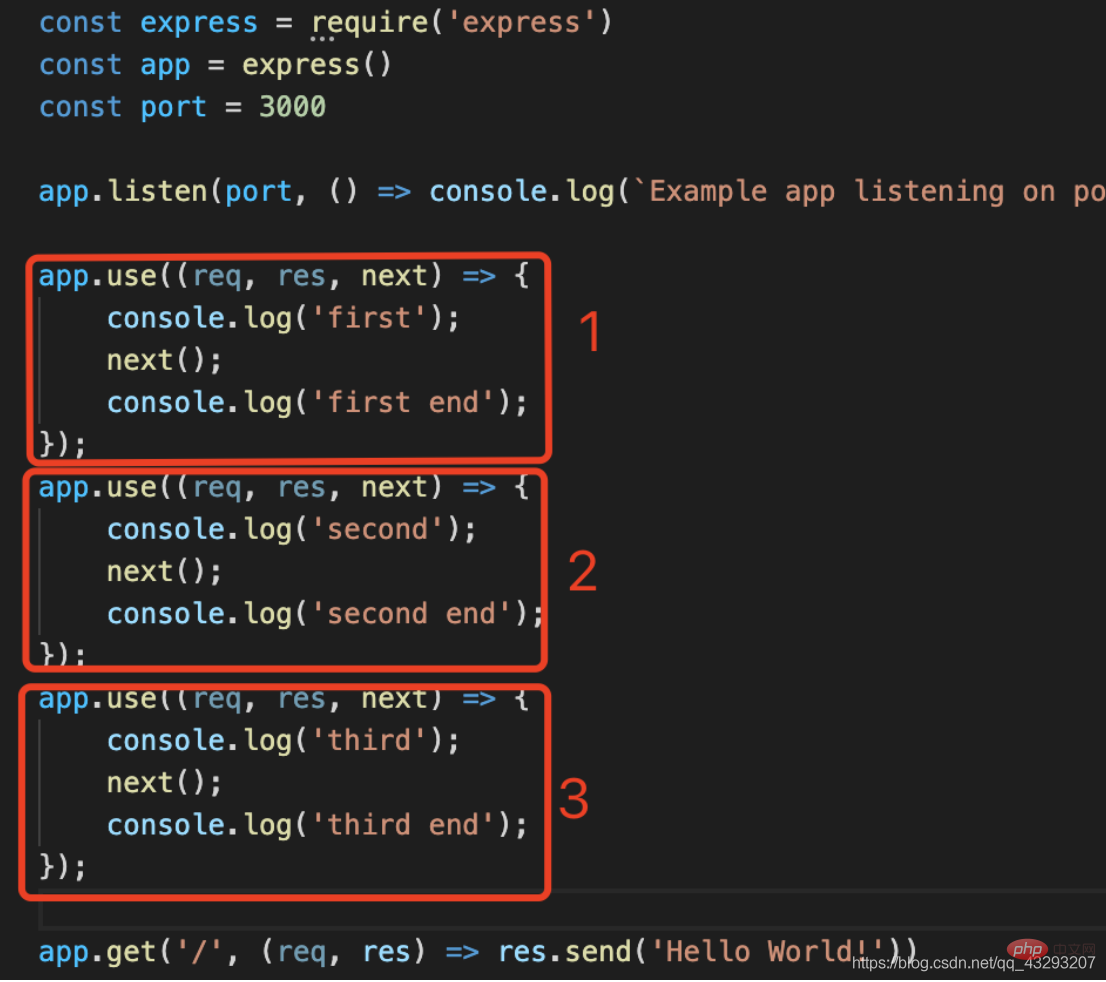 const express = require('express')
const app = express()
const port = 3000
app.listen(port, () => console.log(`Example app listening on po
app.use((req, res, next) => {
console.log('first');
next();
console.log('first end');
});
1
app.use((req, res, next) => {
console.log('second');
next();
console.log('second end');
});
2
app.use((req, res, next) => {
console.log('third');
next();
console.log('third end');
});
3
app.get('/', (req, res) => res.send('Hello World!'))
php 中文网
https://blog.csdn.net/qq_43293207